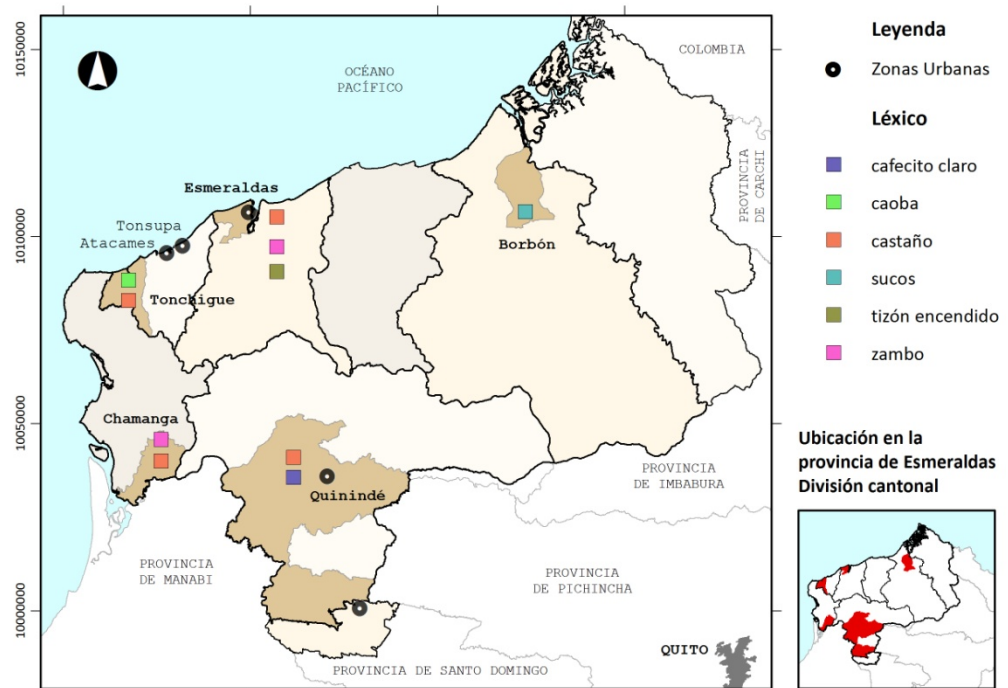 10150000
10100000
10050000
10000000
OCÉANO
PACÍFICO
COLOMBIA
PROVINCIA
DE CARCHI
Esmeraldas
Tonsupa
Atacames
Borbón
Tonchigue
Chamanga
Quinindé
PROVINCIA
DE IMBABURA
PROVINCIA
DE MANABI
PROVINCIA
DE PICHINCHA
QUITO
PROVINCIA DE SANTO DOMINGO
Leyenda
Zonas Urbanas
Léxico
cafecito claro
caoba
castaño
sucos
tizón encendido
zambo
Ubicación en la
provincia de Esmeraldas
División cantonal